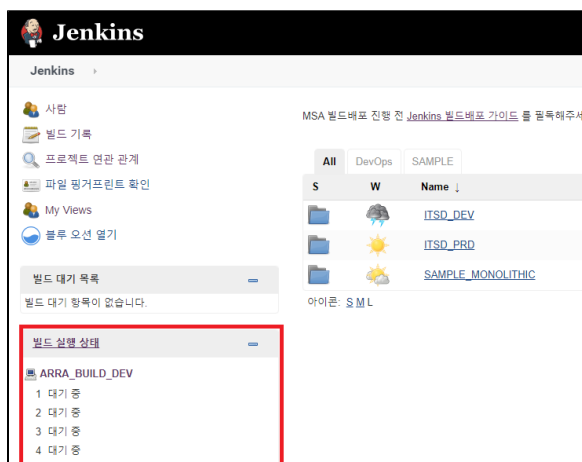 Jenkins
Jenkins
사람
빌드 기록
프로젝트 연관 관계
파일 핑거프린트 확인
My Views
블루 오션 열기
빌드 대기 목록
빌드 대기 항목이 없습니다.
빌드 실행 상태
ARRA_BUILD_DEV
1 대기 중
2 대기 중
3 대기 중
4 대기 중
MSA 빌드배포 진행 전 Jenkins 빌드배포 가이드 를 필독해주세
All DevOps SAMPLE
S W Name ↓
ITSD_DEV
ITSD_PRD
SAMPLE_MONOLITHIC
아이콘: S M L